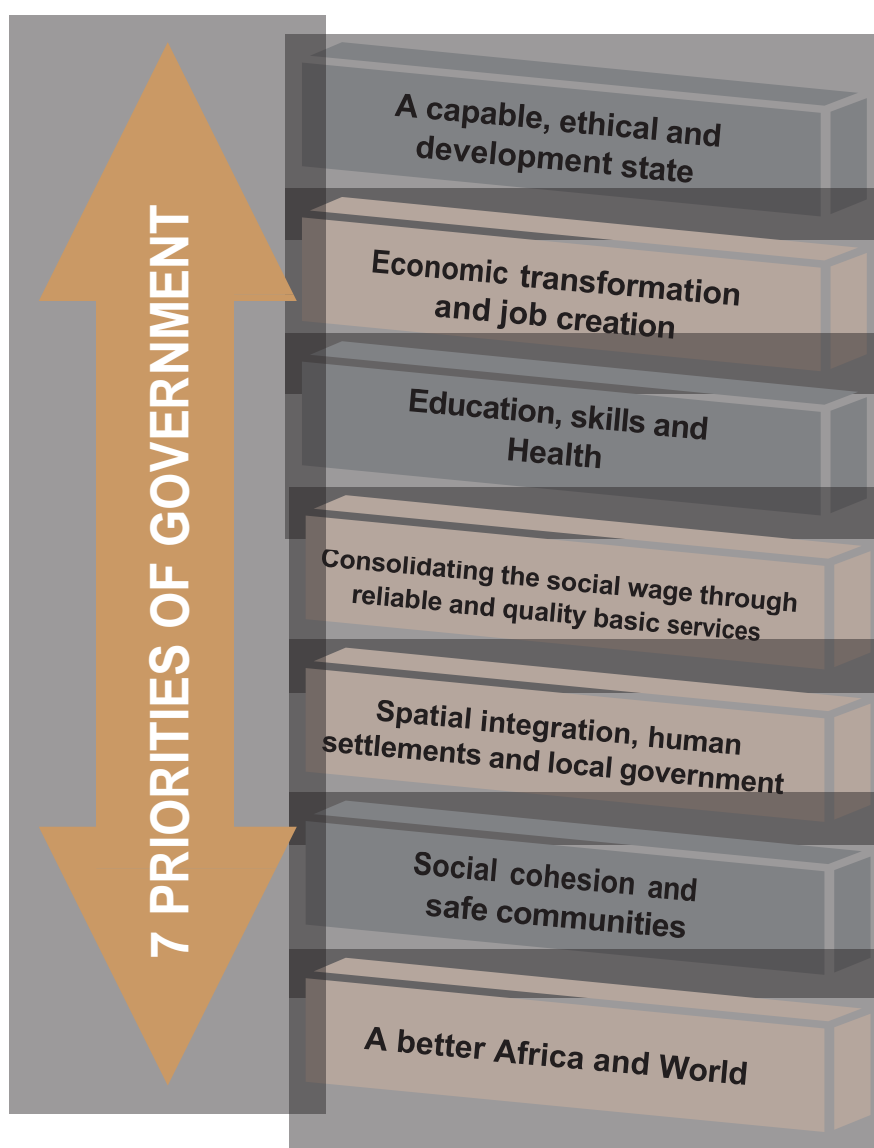 7 PRIORITIES OF GOVERNMENT
A capable, ethical and
development state
Economic transformation
and job creation
Education, skills and
Health
Consolidating the social wage through
reliable and quality basic services
Spatial integration, human
settlements and local government
Social cohesion and
safe communities
A better Africa and World